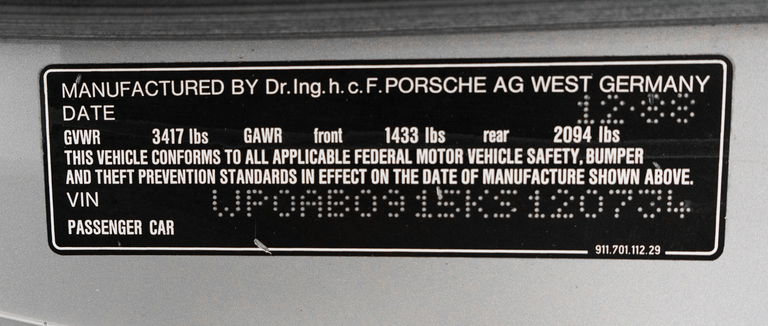 MANUFACTURED BY Dr.Ing.h.c.F.PORSCHE AG WEST GERMANY
DATE 12·88
GVWR 3417 lbs GAWR front 1433 lbs rear 2094 lbs
THIS VEHICLE CONFORMS TO ALL APPLICABLE FEDERAL MOTOR VEHICLE SAFETY, BUMPER
AND THEFT PREVENTION STANDARDS IN EFFECT ON THE DATE OF MANUFACTURE SHOWN ABOVE.
VIN WP0AB0915KS120734
PASSENGER CAR
911.701.112.29